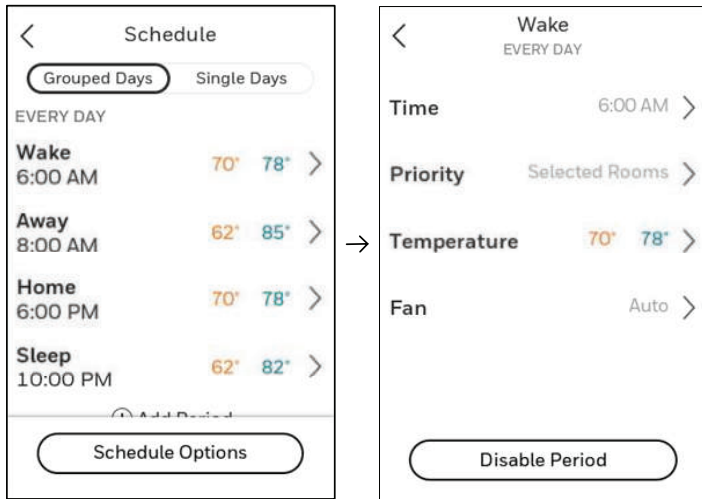 Schedule
Grouped Days Single Days
EVERY DAY
Wake
6:00 AM
70° 78°
Away
8:00 AM
62° 85°
Home
6:00 PM
70° 78°
Sleep
10:00 PM
62° 82°
Add Period
Schedule Options
→
Wake
EVERY DAY
Time 6:00 AM
Priority Selected Rooms
Temperature 70° 78°
Fan Auto
Disable Period